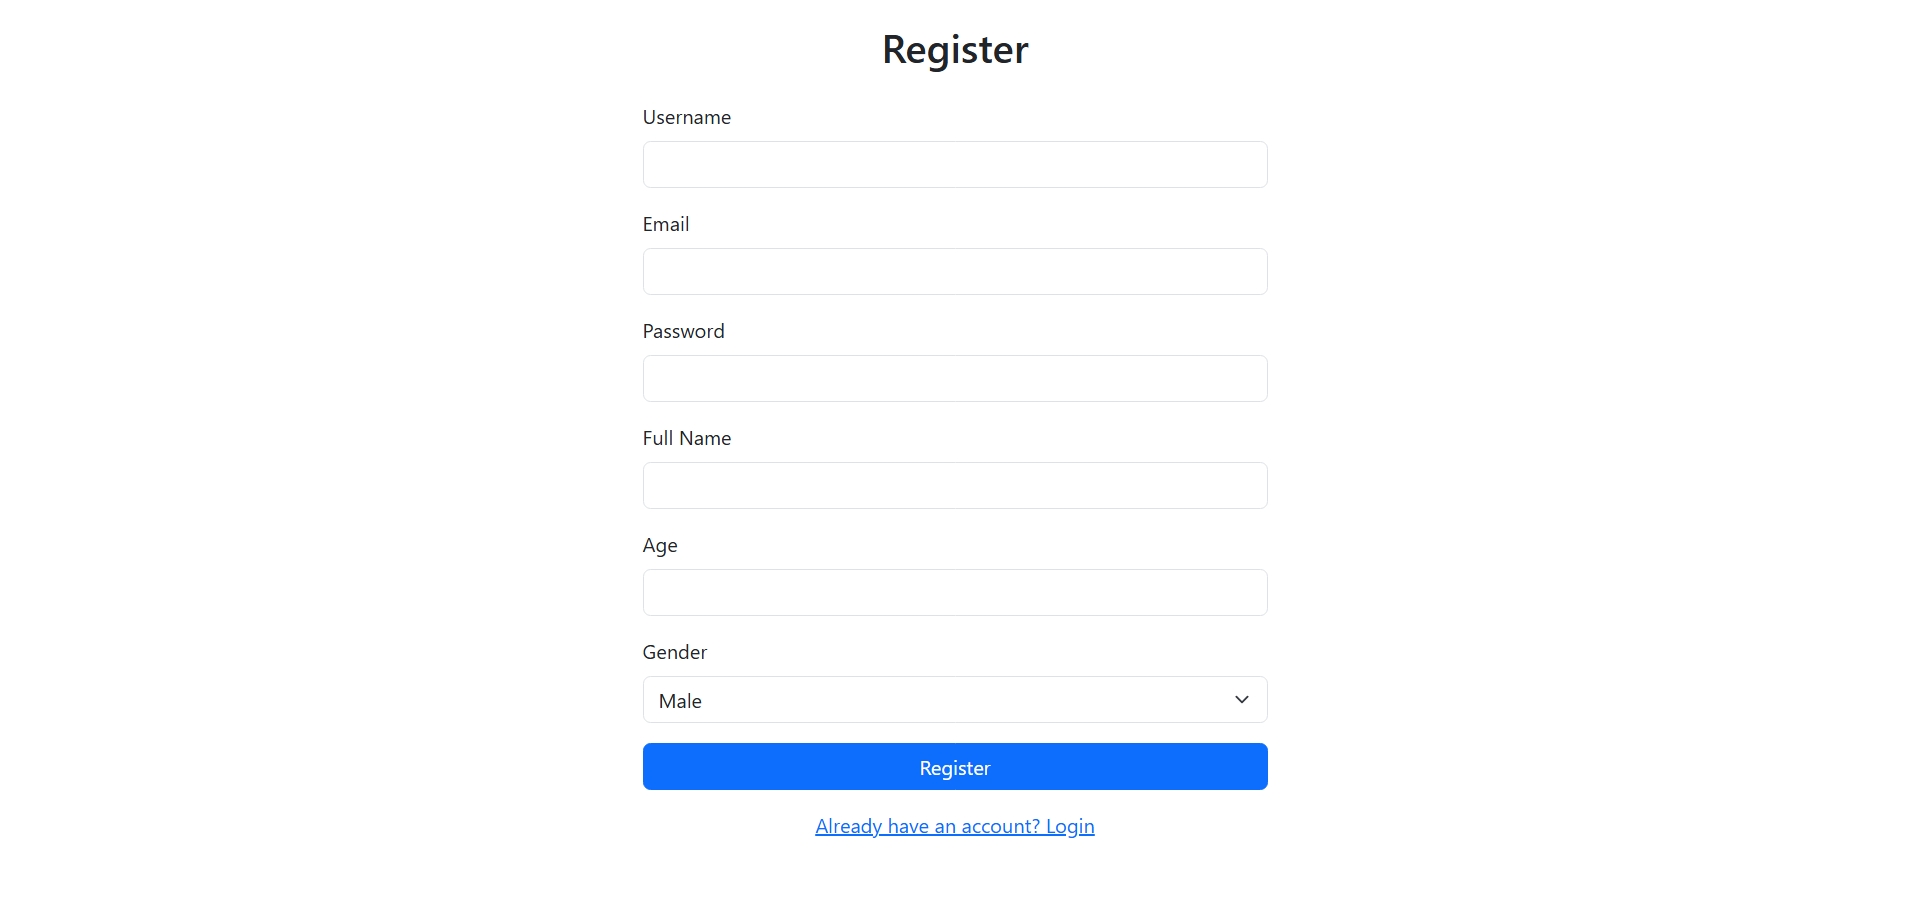 Register
Username
Email
Password
Full Name
Age
Gender
Male
Register
Already have an account? Login